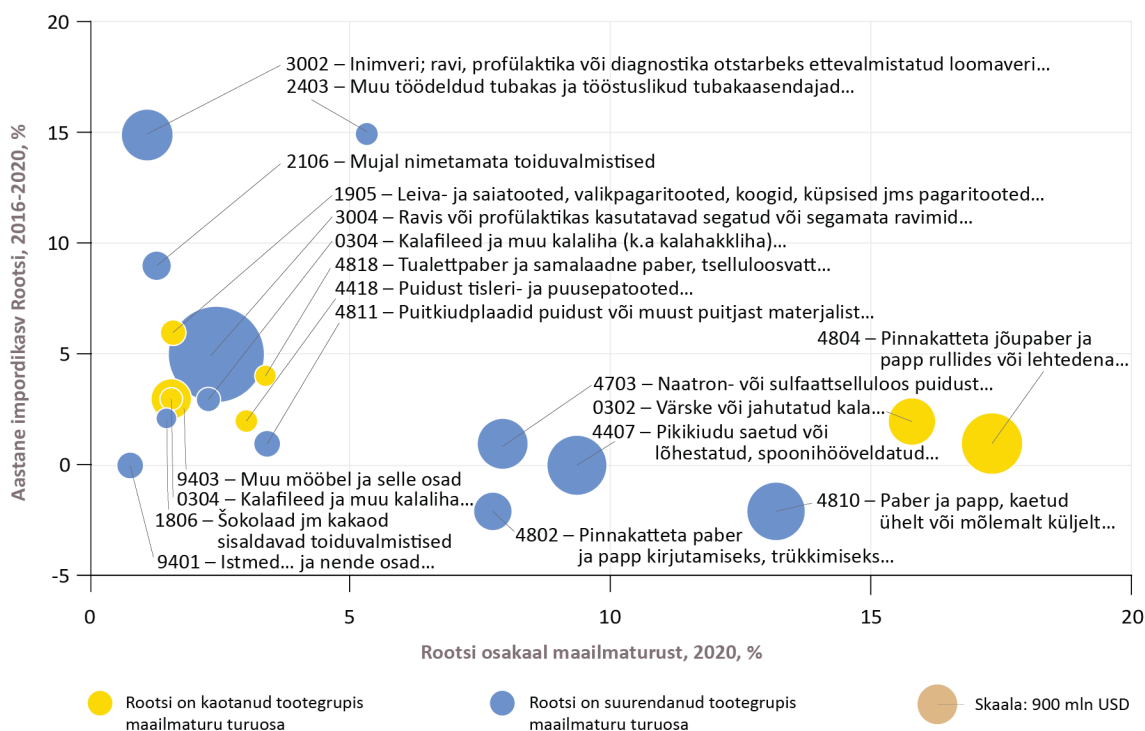 20
15
10
5
0
-5
Aastane impordikasv Rootsi, 2016-2020, %
3002 – Inimveri; ravi, profülaktika või diagnostika otstarbeks ettevalmistatud loomaveri...
2403 – Muu töödeldud tubakas ja tööstuslikud tubakaasendajad...
2106 – Mujal nimetamata toiduvalmistised
1905 – Leiva- ja saiatooted, valikpagaritooted, koogid, küpsised jms pagaritooted...
3004 – Ravis või profülaktikas kasutatavad segatud või segamata ravimid...
0304 – Kalafileed ja muu kalaliha (k.a kalahakkliha)...
4818 – Tualettpaber ja samalaadne paber, tselluloosvatt...
4418 – Puidust tisleri- ja puusepatooted...
4811 – Puitkiudplaadid puidust või muust puitjast materjalist...
4804 – Pinnakatteta jõupaber ja
papp rullides või lehtedena...
4703 – Naatron- või sulfaattselluloos puidust...
0302 – Värske või jahutatud kala...
4407 – Pikikiudu saetud või
lõhestatud, spoonihööveldatud...
9403 – Muu mööbel ja selle osad
0304 – Kalafileed ja muu kalaliha...
1806 – Šokolaad jm kakaod
sisaldavad toiduvalmistised
9401 – Istmed... ja nende osad...
4802 – Pinnakatteta paber
ja papp kirjutamiseks, trükkimiseks...
4810 – Paber ja papp, kaetud
ühelt või mõlemalt küljelt...
0
5
10
15
20
Rootsi osakaal maailmaturust, 2020, %
Rootsi on kaotanud tootegrupis
maailmaturu turuosa
Rootsi on suurendanud tootegrupis
maailmaturu turuosa
Skaala: 900 mln USD